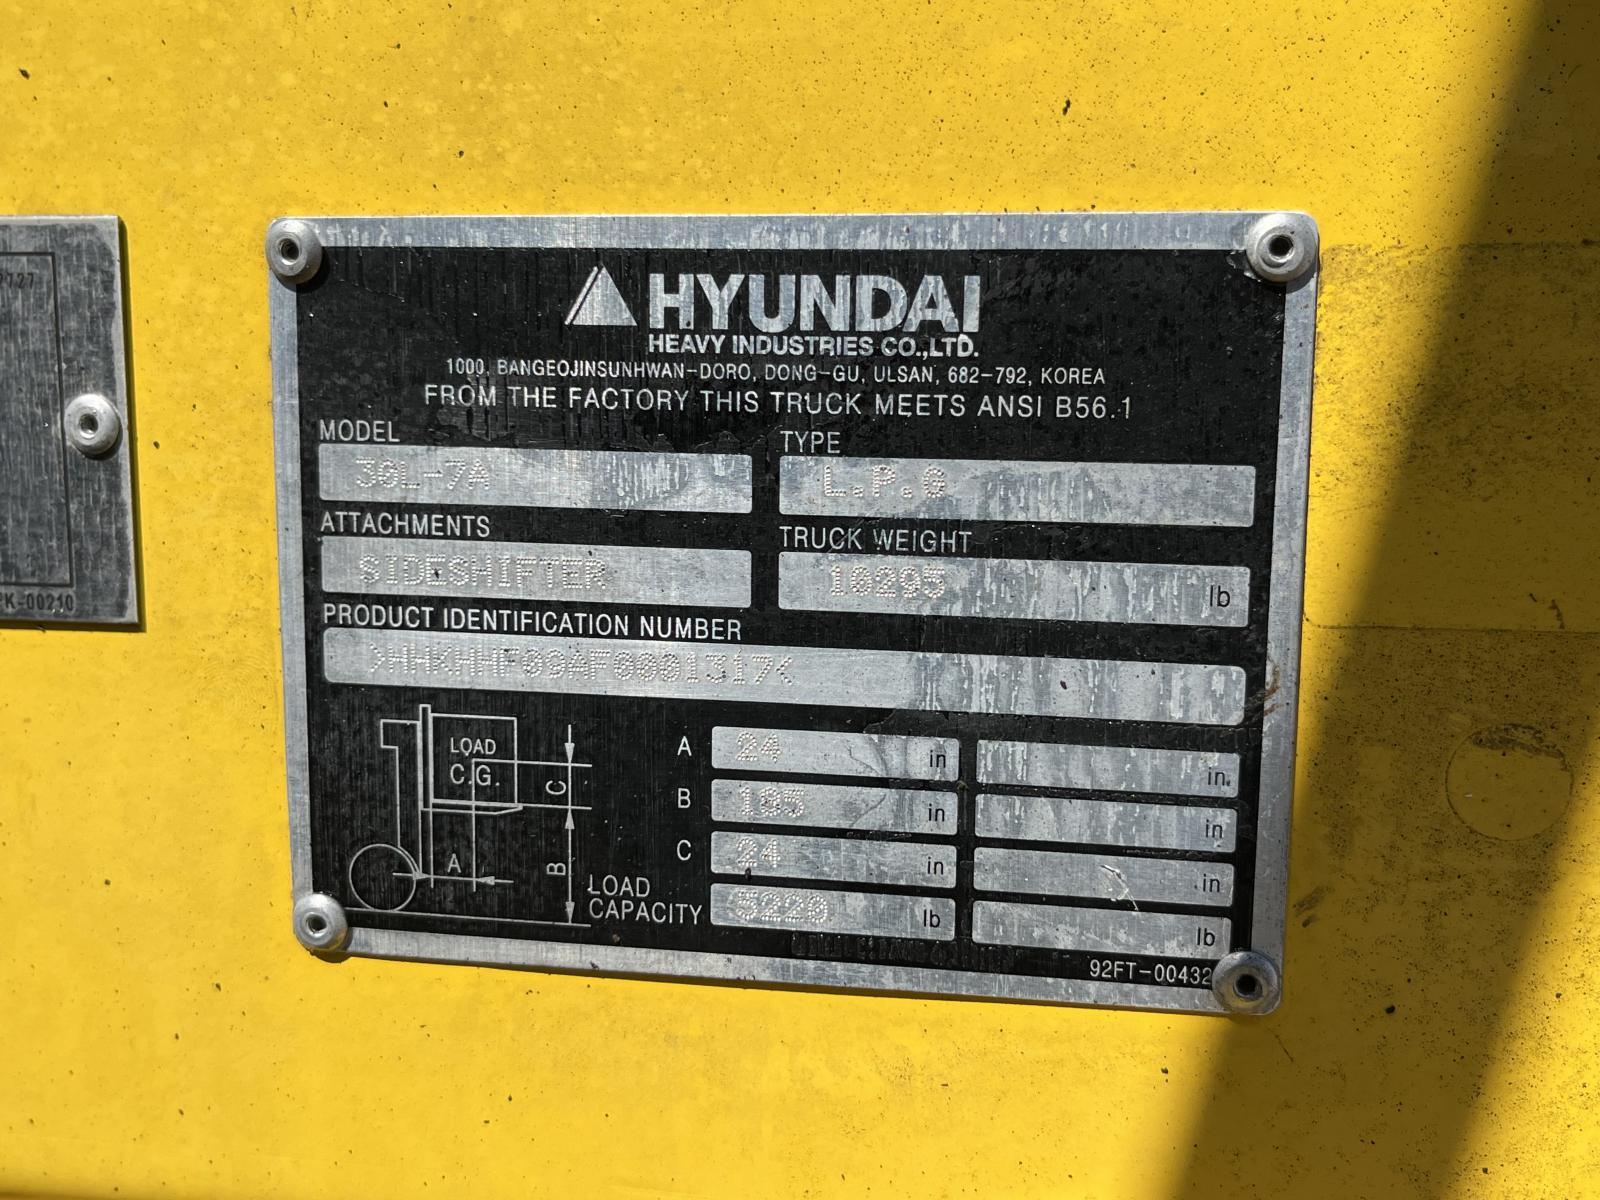 HYUNDAI
HEAVY INDUSTRIES CO.,LTD.
1000, BANGEOJINSUNHWAN-DORO, DONG-GU, ULSAN, 682-792, KOREA
FROM THE FACTORY THIS TRUCK MEETS ANSI B56.1
MODEL
30L-7A
TYPE
L.P.G
ATTACHMENTS
SIDESHIFTER
TRUCK WEIGHT
10295 lb
PRODUCT IDENTIFICATION NUMBER
>HHKHHF09AF0001317<
LOAD
C.G.
C
A
B
A 24 in in
B 185 in in
C 24 in in
LOAD
CAPACITY 5220 lb lb
92FT-00432
2727
K-00210